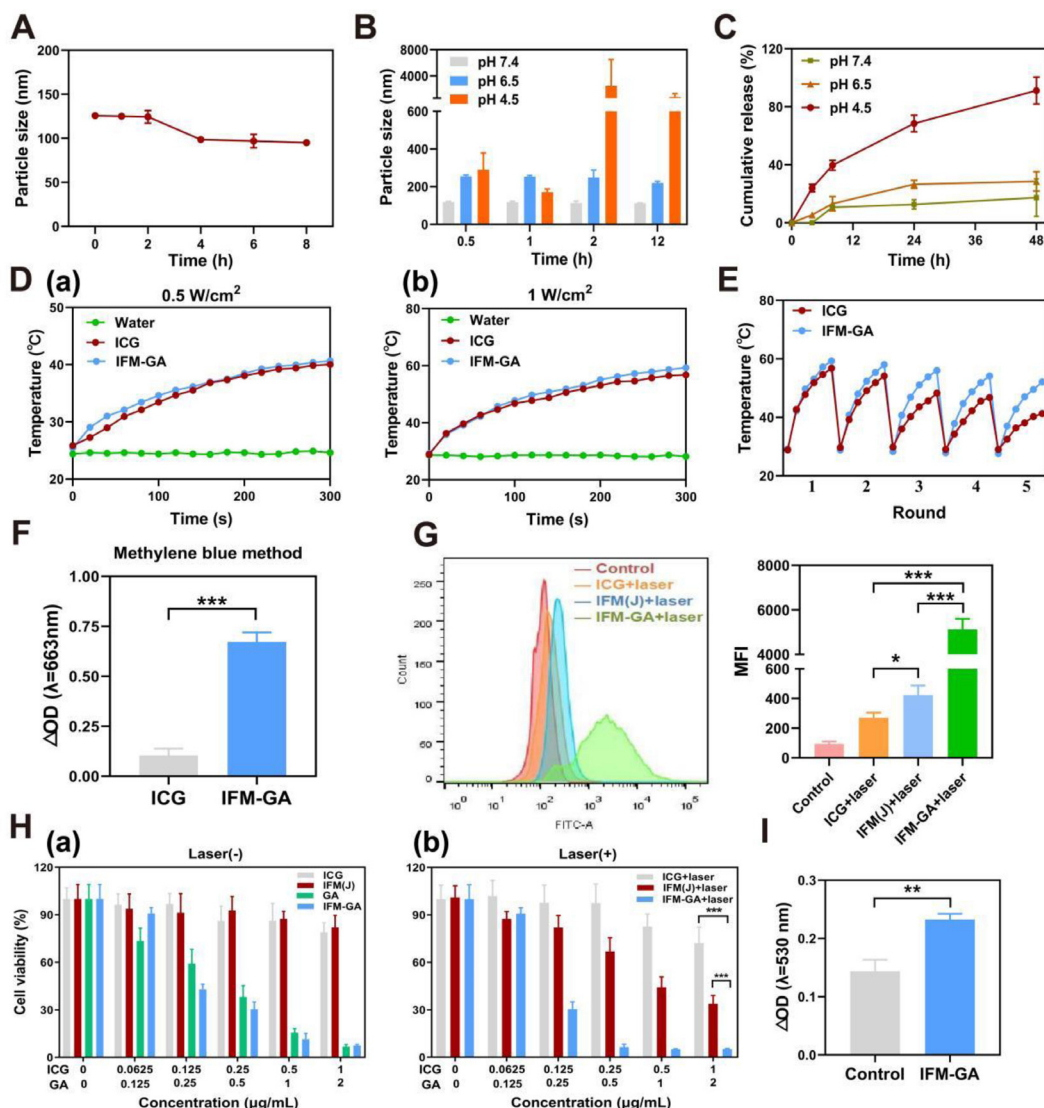 A
Particle size (nm)
200
150
100
50
0
0 2 4 6 8
Time (h)
B
Particle size (nm)
8000
4000
600
400
200
0
pH 7.4
pH 6.5
pH 4.5
0.5 1 2 12
Time (h)
C
Cumulative release (%)
120
80
40
0
pH 7.4
pH 6.5
pH 4.5
0 12 24 36 48
Time (h)
D
(a)
0.5 W/cm²
Temperature (℃)
50
40
30
20
Water
ICG
IFM-GA
0 100 200 300
Time (s)
(b)
1 W/cm²
Temperature (℃)
80
60
40
20
Water
ICG
IFM-GA
0 100 200 300
Time (s)
E
Temperature (℃)
80
60
40
20
ICG
IFM-GA
1 2 3 4 5
Round
F
Methylene blue method
ΔOD (λ=663nm)
1.00
0.75
0.50
0.25
0.00
***
ICG IFM-GA
G
Count
250
200
150
100
50
0
Control
ICG+laser
IFM(J)+laser
IFM-GA+laser
10⁰ 10¹ 10² 10³ 10⁴ 10⁵
FITC-A
MFI
8000
6000
4000
600
400
200
0
***
***
*
Control
ICG+laser
IFM(J)+laser
IFM-GA+laser
H
(a)
Laser(-)
Cell viability (%)
120
90
60
30
0
ICG
IFM(J)
GA
IFM-GA
ICG 0 0.0625 0.125 0.25 0.5 1
GA 0 0.125 0.25 0.5 1 2
Concentration (μg/mL)
(b)
Laser(+)
120
90
60
30
0
ICG+laser
IFM(J)+laser
IFM-GA+laser
***
***
ICG 0 0.0625 0.125 0.25 0.5 1
GA 0 0.125 0.25 0.5 1 2
Concentration (μg/mL)
I
ΔOD (λ=530 nm)
0.3
0.2
0.1
0.0
**
Control IFM-GA